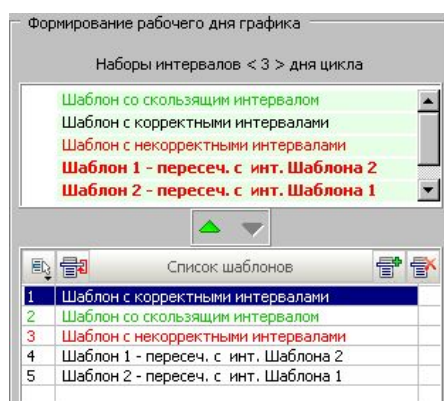 Формирование рабочего дня графика
Наборы интервалов < 3 > дня цикла
Шаблон со скользящим интервалом
Шаблон с корректными интервалами
Шаблон с некорректными интервалами
Шаблон 1 - пересеч. с инт. Шаблона 2
Шаблон 2 - пересеч. с инт. Шаблона 1
Список шаблонов
1 Шаблон с корректными интервалами
2 Шаблон со скользящим интервалом
3 Шаблон с некорректными интервалами
4 Шаблон 1 - пересеч. с инт. Шаблона 2
5 Шаблон 2 - пересеч. с инт. Шаблона 1